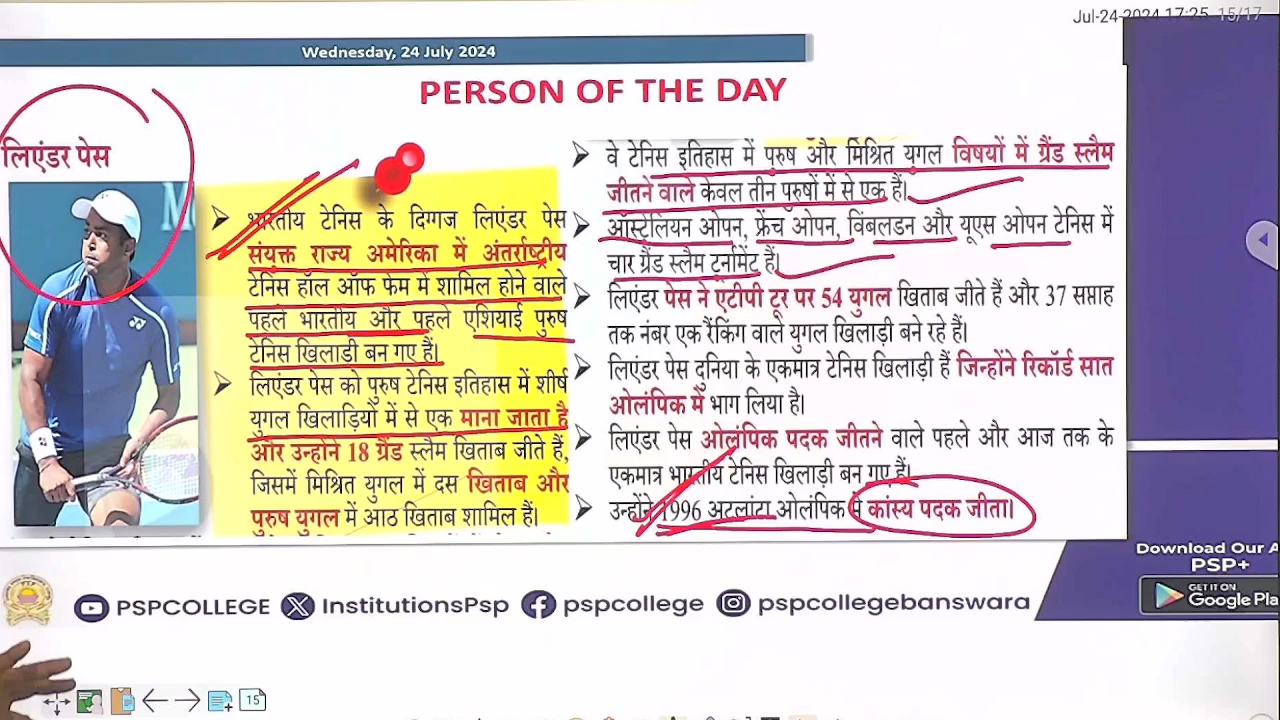 Jul-24-2024 17:25 15/17
Wednesday, 24 July 2024
PERSON OF THE DAY
लिएंडर पेस
➢ भारतीय टेनिस के दिग्गज लिएंडर पेस
संयुक्त राज्य अमेरिका में अंतर्राष्ट्रीय
टेनिस हॉल ऑफ फेम में शामिल होने वाले
पहले भारतीय और पहले एशियाई पुरुष
टेनिस खिलाड़ी बन गए हैं।
➢ लिएंडर पेस को पुरुष टेनिस इतिहास में शीर्ष
युगल खिलाड़ियों में से एक माना जाता है
और उन्होंने 18 ग्रैंड स्लैम खिताब जीते हैं,
जिसमें मिश्रित युगल में दस खिताब और
पुरुष युगल में आठ खिताब शामिल हैं।
➢ वे टेनिस इतिहास में पुरुष और मिश्रित युगल विषयों में ग्रैंड स्लैम
जीतने वाले केवल तीन पुरुषों में से एक हैं।
➢ ऑस्ट्रेलियन ओपन, फ्रेंच ओपन, विंबलडन और यूएस ओपन टेनिस में
चार ग्रैंड स्लैम टूर्नामेंट हैं।
➢ लिएंडर पेस ने एटीपी टूर पर 54 युगल खिताब जीते हैं और 37 सप्ताह
तक नंबर एक रैंकिंग वाले युगल खिलाड़ी बने रहे हैं।
➢ लिएंडर पेस दुनिया के एकमात्र टेनिस खिलाड़ी हैं जिन्होंने रिकॉर्ड सात
ओलंपिक में भाग लिया है।
➢ लिएंडर पेस ओलंपिक पदक जीतने वाले पहले और आज तक के
एकमात्र भारतीय टेनिस खिलाड़ी बन गए हैं।
➢ उन्होंने 1996 अटलांटा ओलंपिक में कांस्य पदक जीता।
Download Our A
PSP+
GET IT ON
Google Pla
PSPCOLLEGE InstitutionsPsp pspcollege pspcollegebanswara
15